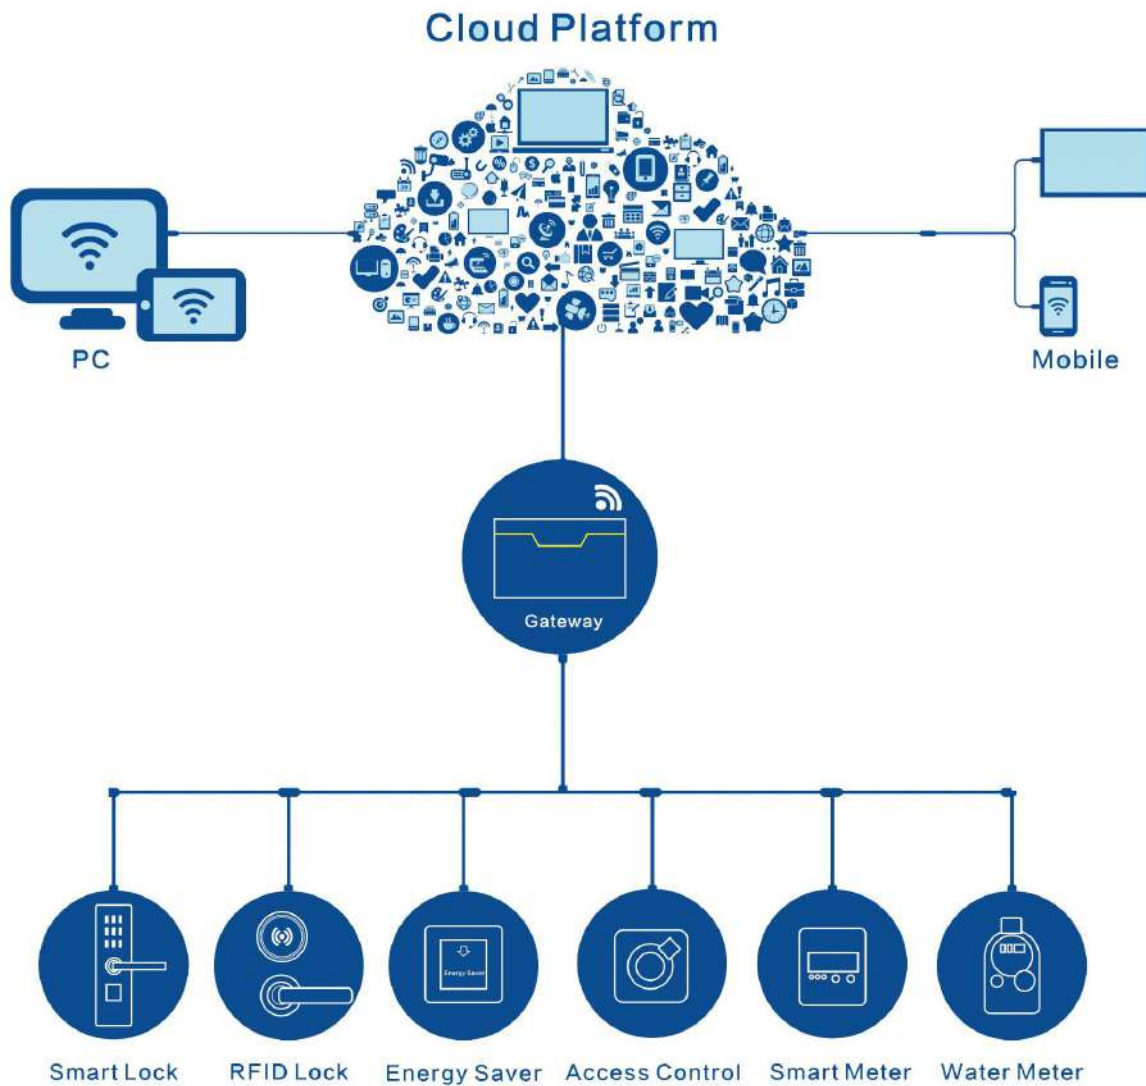 Cloud Platform
PC
Mobile
Gateway
Energy Saver
Smart Lock
RFID Lock
Energy Saver
Access Control
Smart Meter
Water Meter